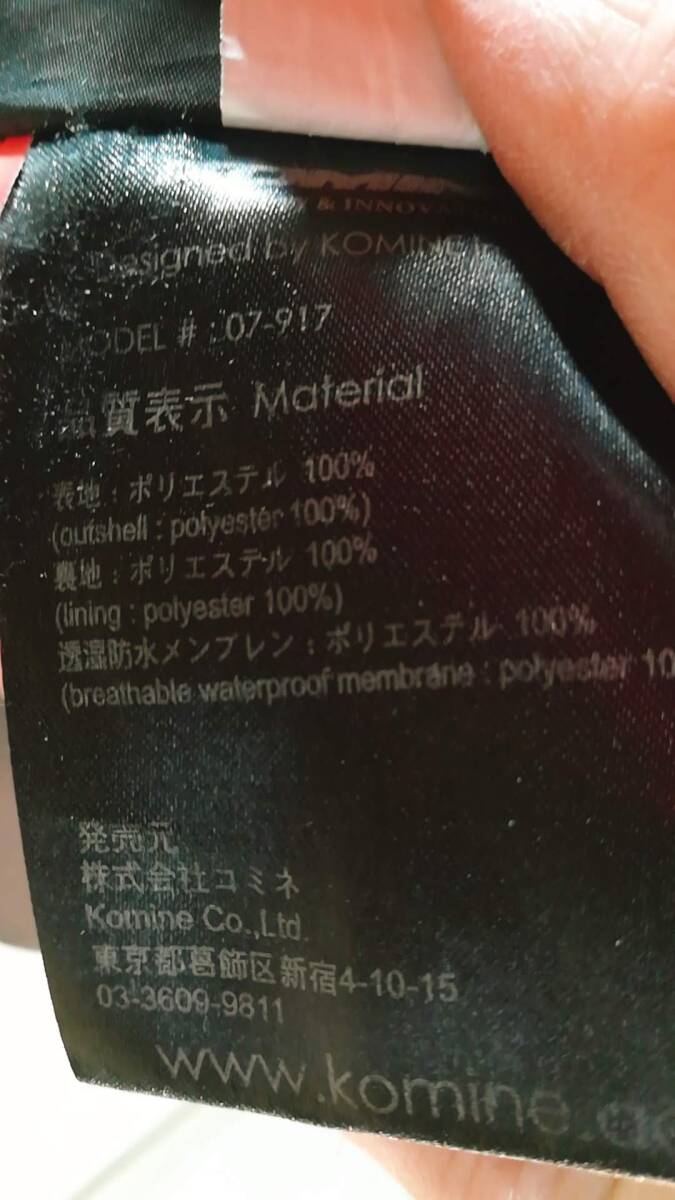 & INNOV
Designed by KOMINE
MODEL # : 07-917
品質表示 Material
表地 : ポリエステル 100%
(outshell : polyester 100%)
裏地 : ポリエステル 100%
(lining : polyester 100%)
透湿防水メンブレン : ポリエステル 100%
(breathable waterproof membrane : polyester 10
発売元
株式会社コミネ
Komine Co.,Ltd.
東京都葛飾区新宿4-10-15
03-3609-9811
www.komine.ac